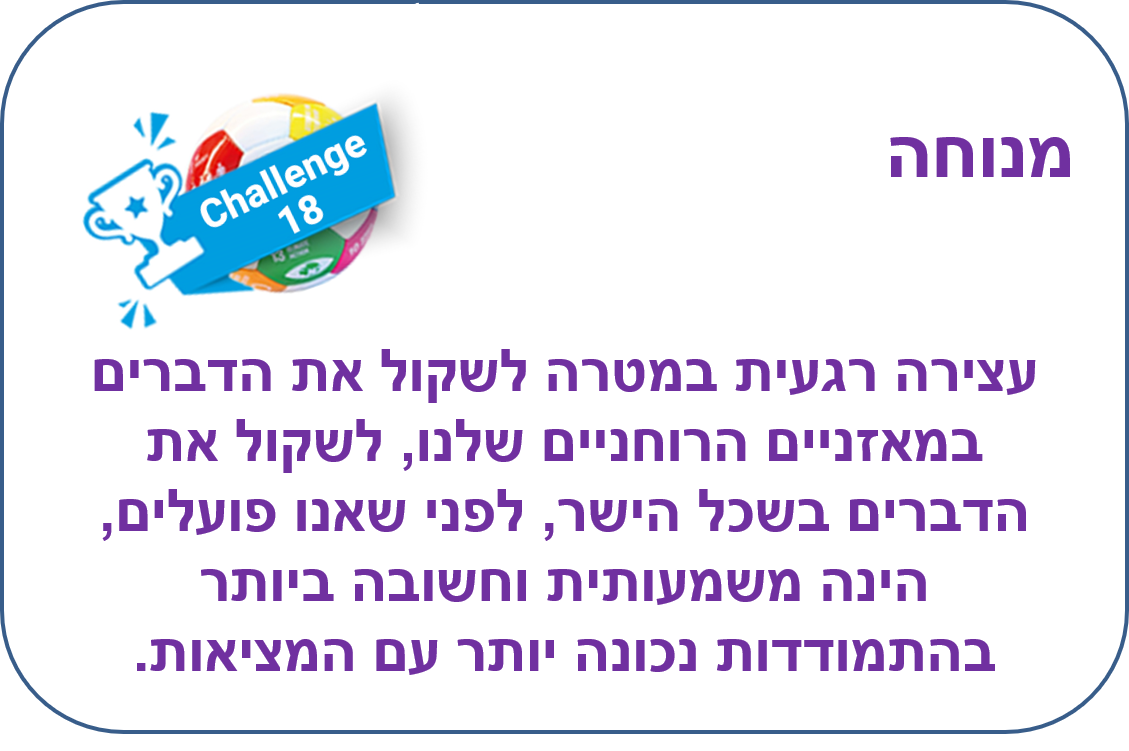 מנוחה
Challenge
18
עצירה רגעית במטרה לשקול את הדברים
במאזניים הרוחניים שלנו, לשקול את
הדברים בשכל הישר, לפני שאנו פועלים,
הינה משמעותית וחשובה ביותר
בהתמודדות נכונה יותר עם המציאות.